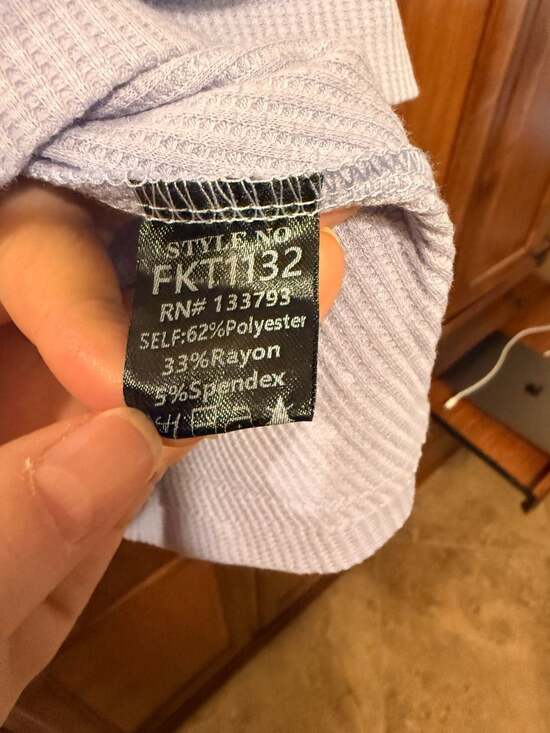 STYLE NO
FKT1132
RN# 133793
SELF:62%Polyester
33%Rayon
5%Spendex